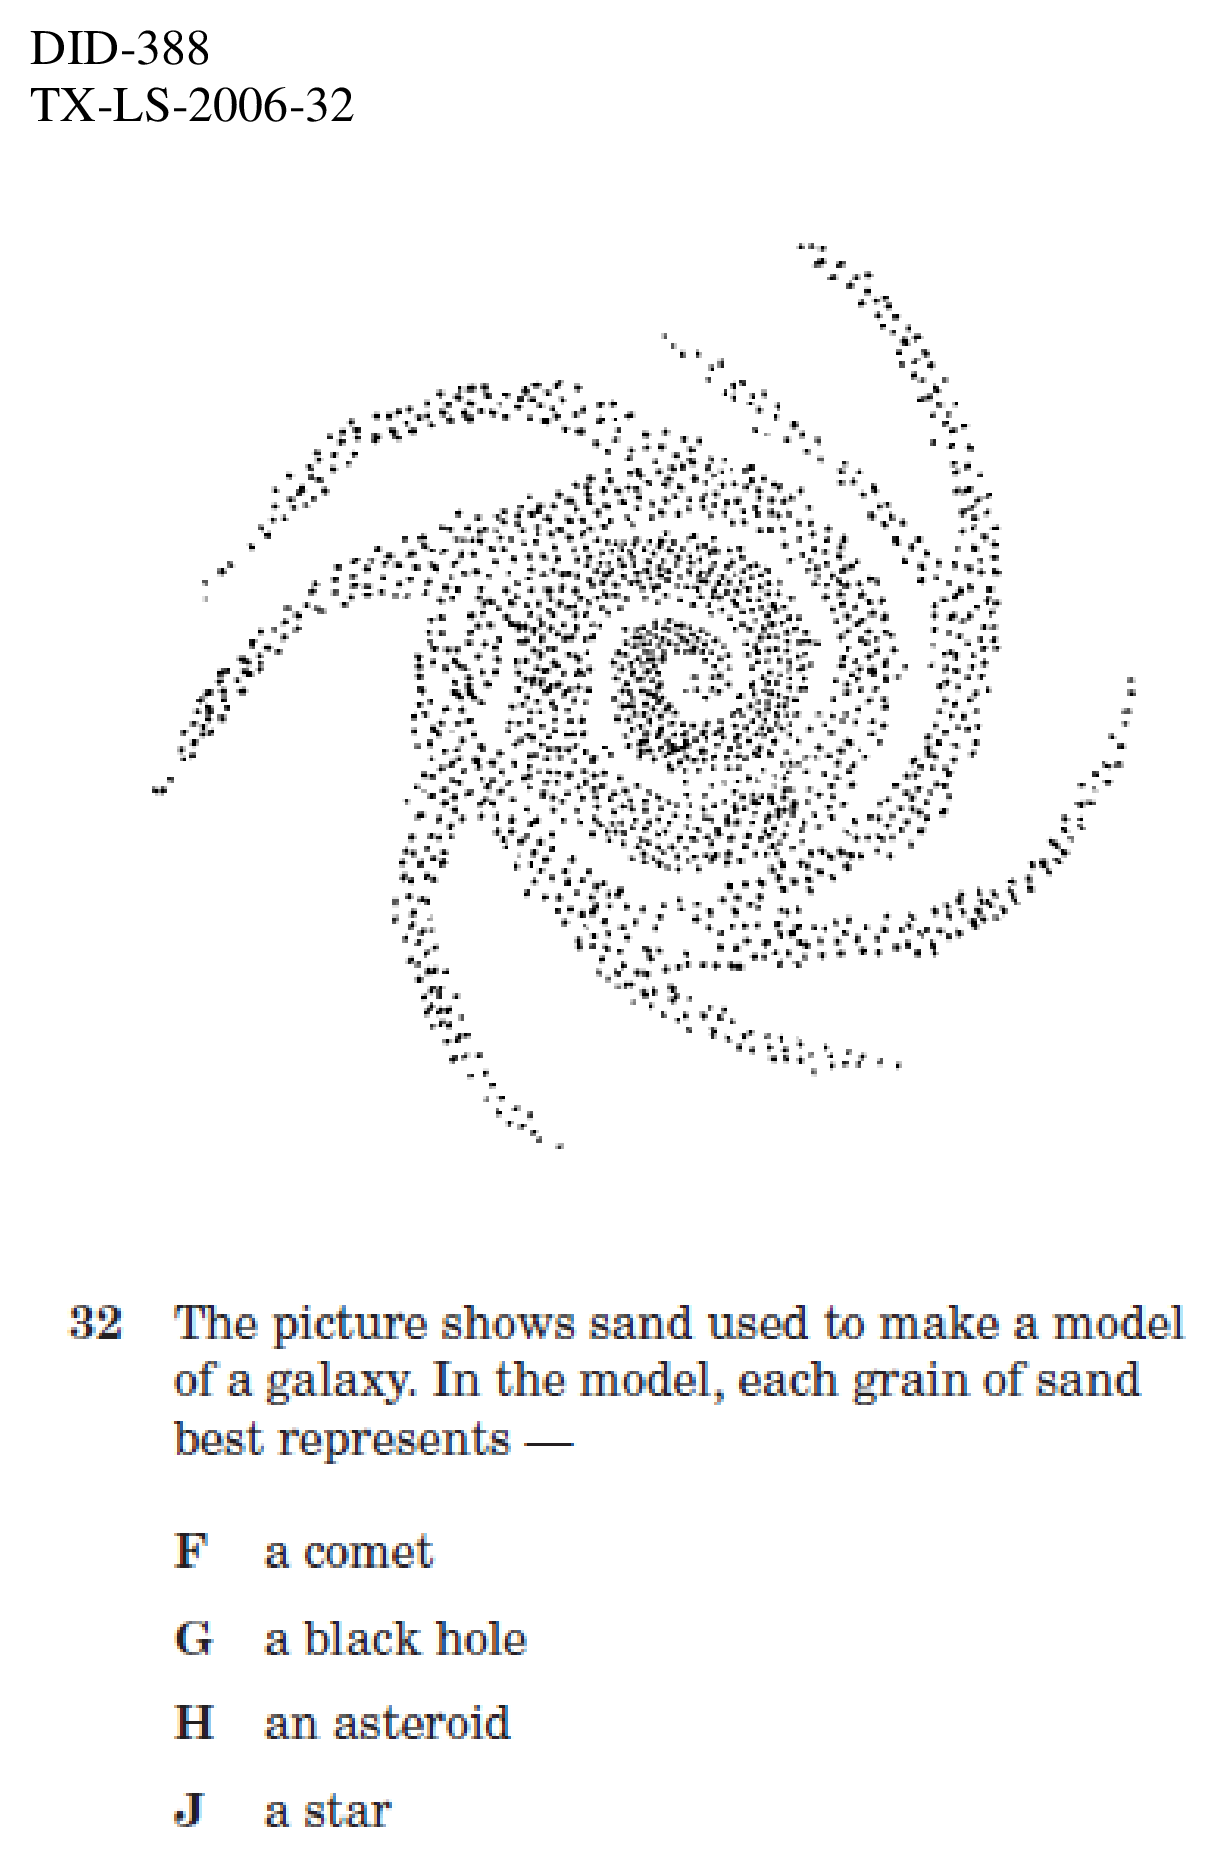 DID-388
TX-LS-2006-32
32 The picture shows sand used to make a model
of a galaxy. In the model, each grain of sand
best represents —
F a comet
G a black hole
H an asteroid
J a star